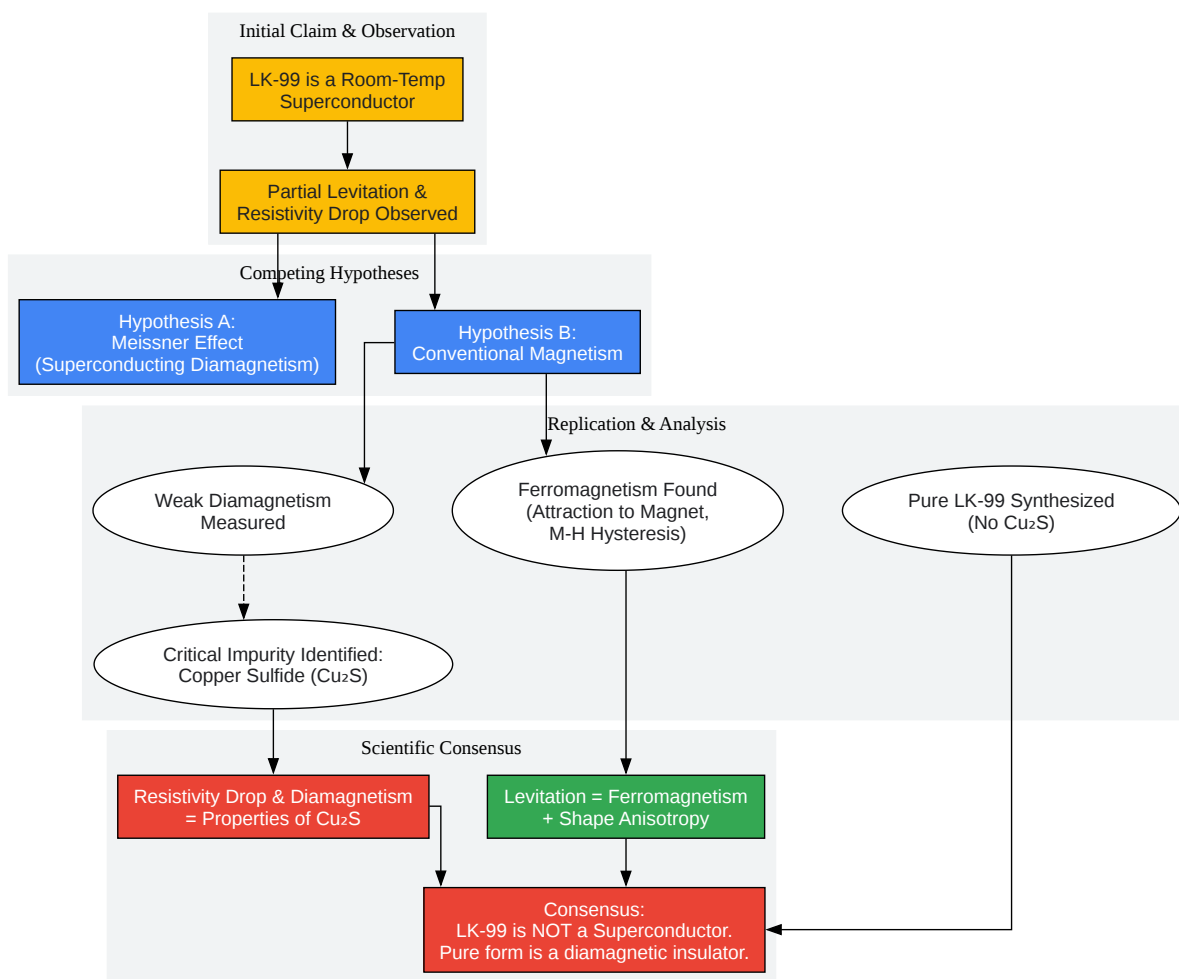 Initial Claim & Observation
LK-99 is a Room-Temp
Superconductor
Partial Levitation &
Resistivity Drop Observed
Competing Hypotheses
Hypothesis A:
Meissner Effect
(Superconducting Diamagnetism)
Hypothesis B:
Conventional Magnetism
Replication & Analysis
Weak Diamagnetism
Measured
Ferromagnetism Found
(Attraction to Magnet,
M-H Hysteresis)
Pure LK-99 Synthesized
(No Cu₂S)
Critical Impurity Identified:
Copper Sulfide (Cu₂S)
Scientific Consensus
Resistivity Drop & Diamagnetism
= Properties of Cu₂S
Levitation = Ferromagnetism
+ Shape Anisotropy
Consensus:
LK-99 is NOT a Superconductor.
Pure form is a diamagnetic insulator.